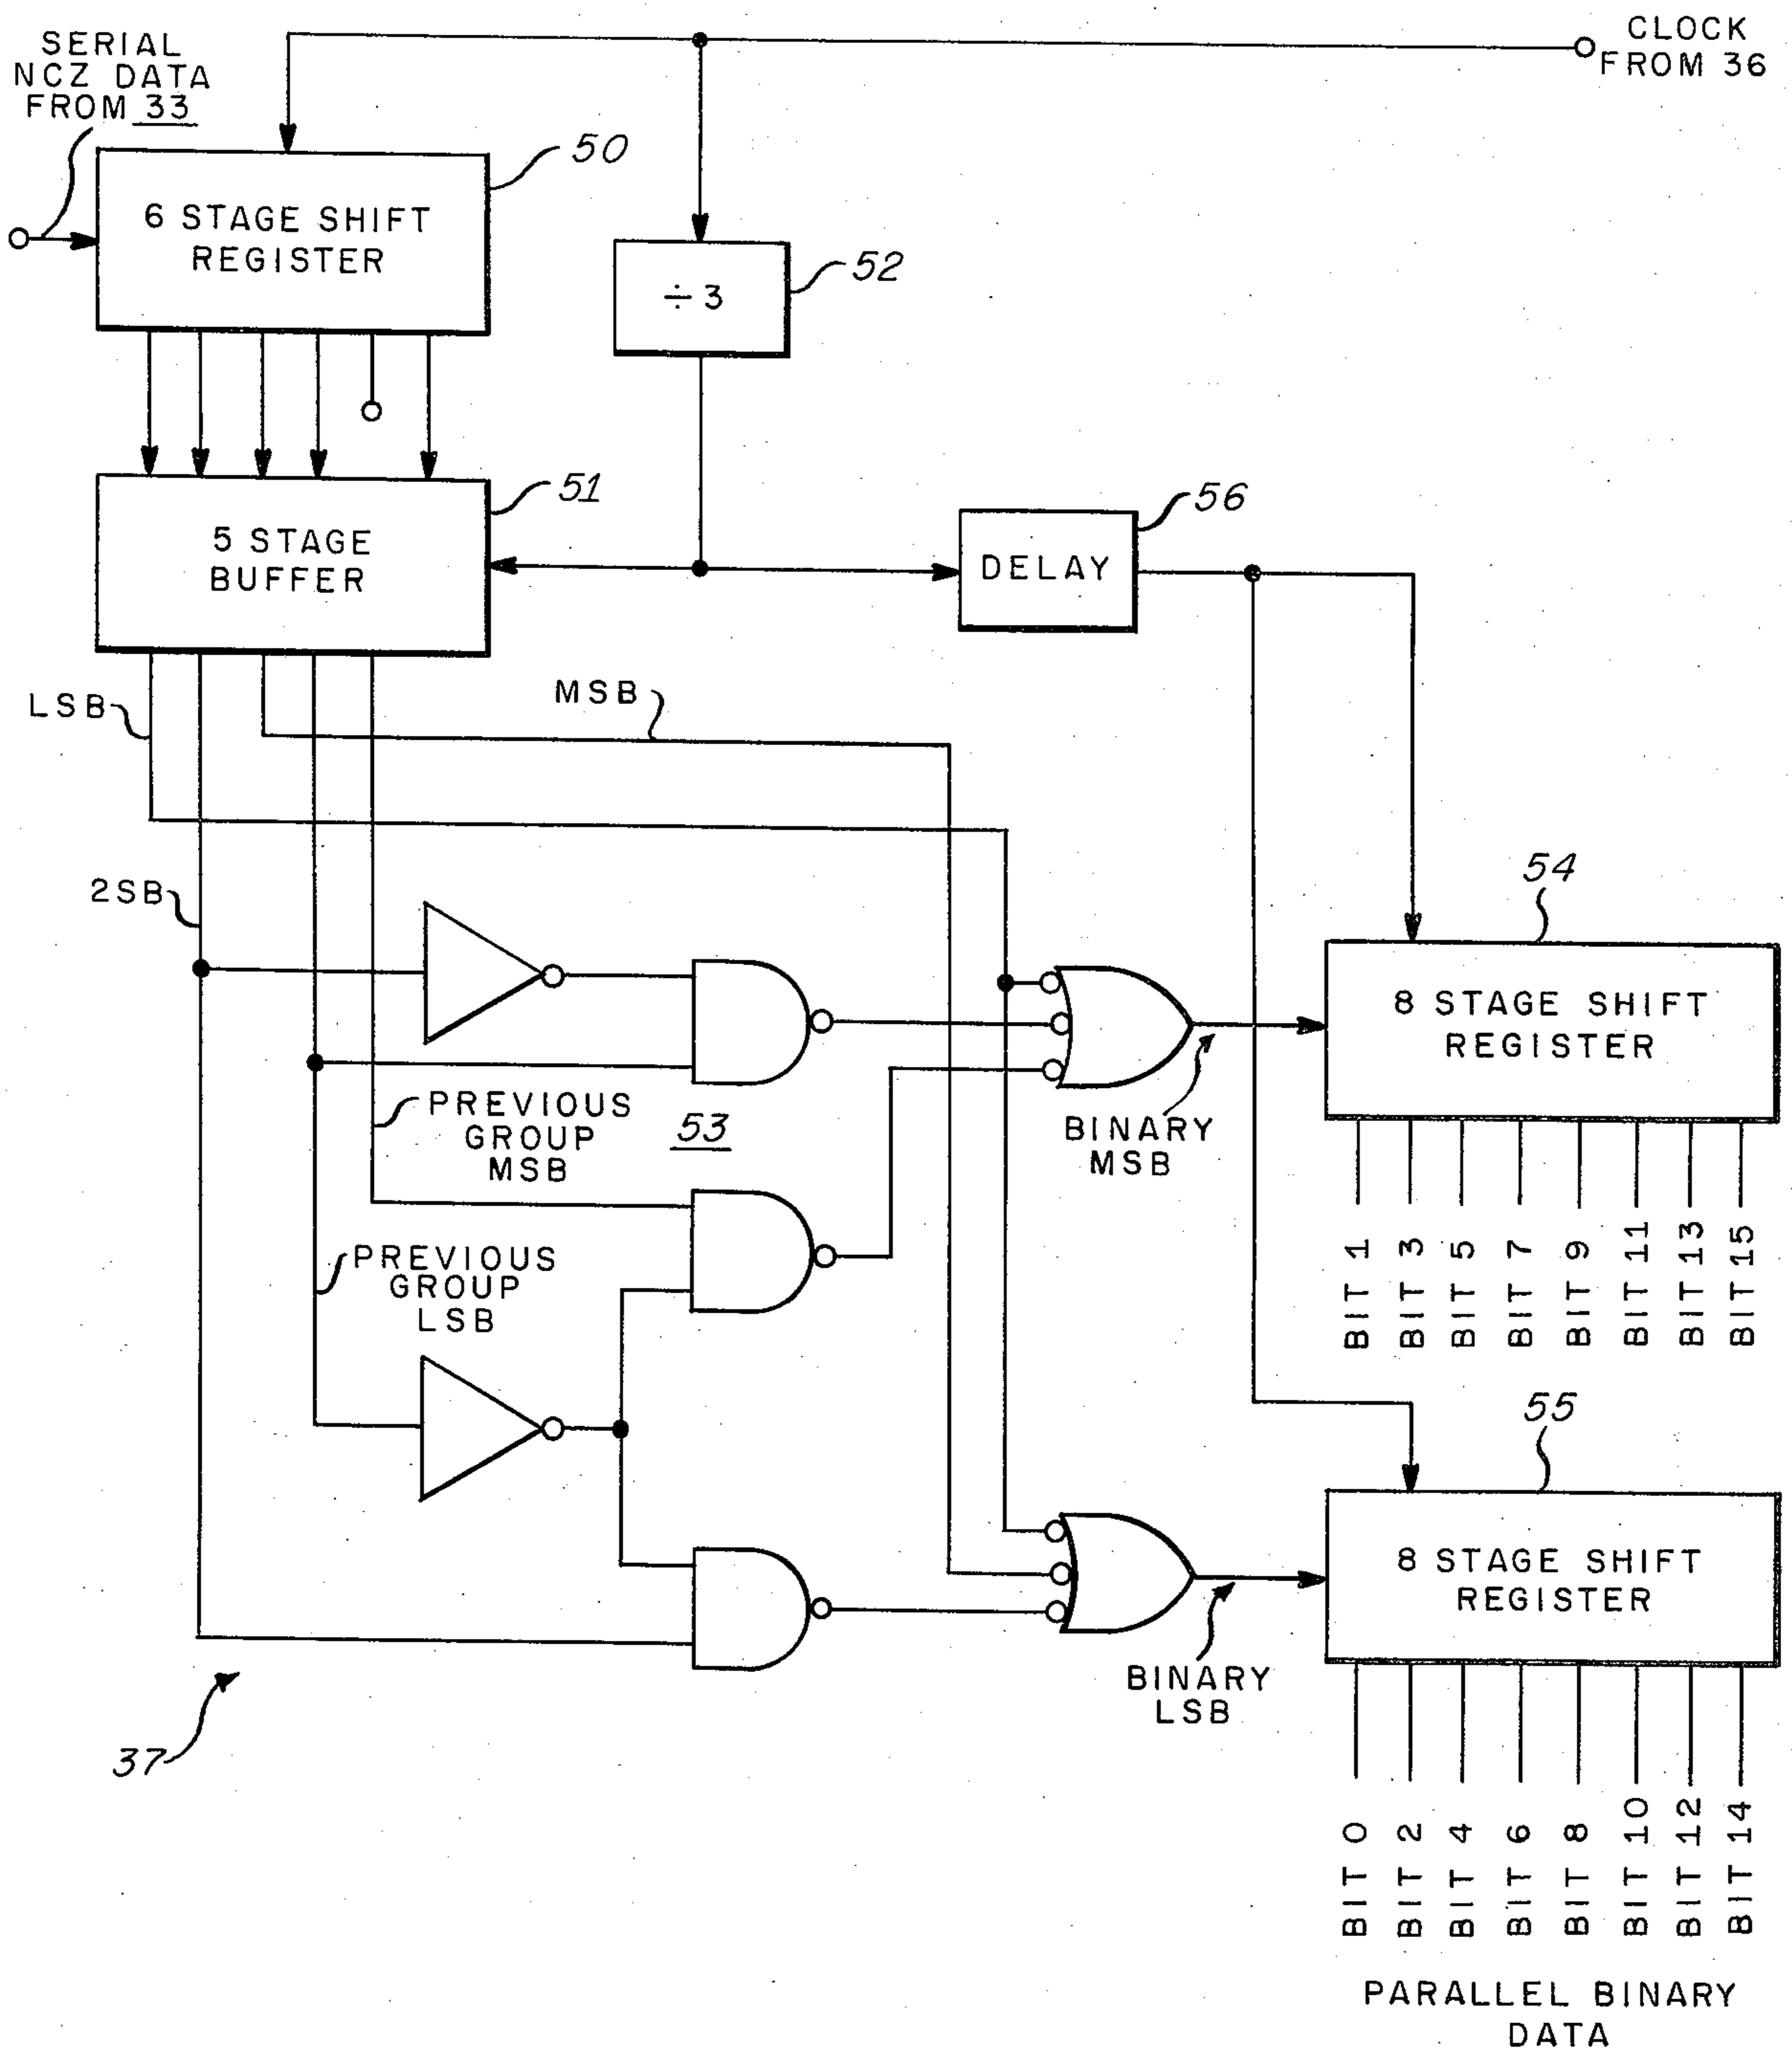 SERIAL
NCZ DATA
FROM 33
CLOCK
FROM 36
50
6 STAGE SHIFT
REGISTER
52
÷3
51
5 STAGE
BUFFER
56
DELAY
LSB
MSB
2SB
54
8 STAGE SHIFT
REGISTER
PREVIOUS
GROUP
MSB
53
BINARY
MSB
BIT 1
BIT 3
BIT 5
BIT 7
BIT 9
BIT 11
BIT 13
BIT 15
PREVIOUS
GROUP
LSB
55
8 STAGE SHIFT
REGISTER
BINARY
LSB
37
BIT 0
BIT 2
BIT 4
BIT 6
BIT 8
BIT 10
BIT 12
BIT 14
PARALLEL BINARY
DATA